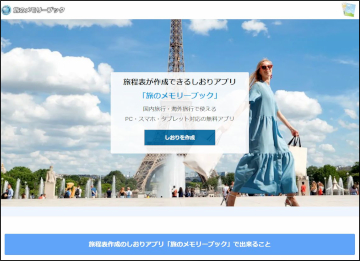 旅のメモリーブック
旅程表が作成できるしおりアプリ
「旅のメモリーブック」
国内旅行・海外旅行で使える
PC・スマホ・タブレット対応の無料アプリ
しおりを作成
旅程表作成のしおりアプリ「旅のメモリーブック」で出来ること